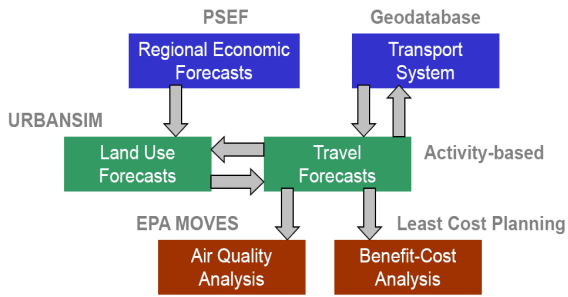 PSEF
Geodatabase
Regional Economic
Forecasts
Transport
System
URBANSIM
Land Use
Forecasts
Travel
Forecasts
Activity-based
EPA MOVES
Least Cost Planning
Air Quality
Analysis
Benefit-Cost
Analysis